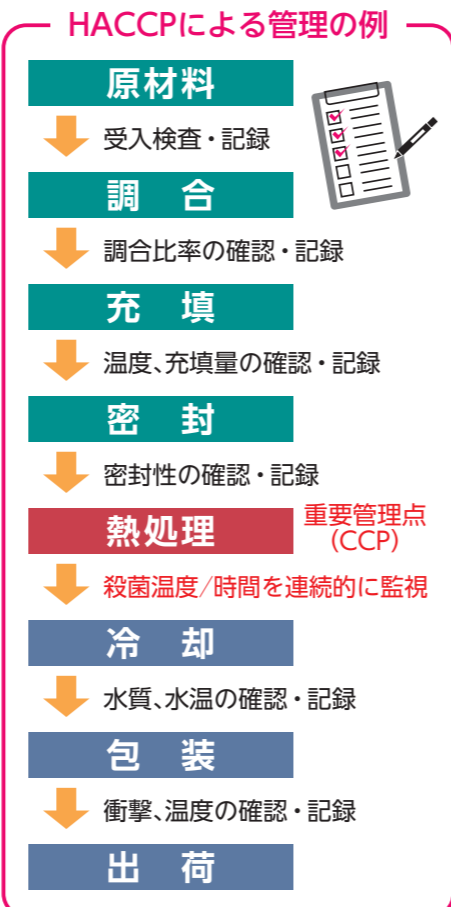 HACCPによる管理の例
原材料
受入検査・記録
調 合
調合比率の確認・記録
充 填
温度、充填量の確認・記録
密 封
密封性の確認・記録
熱処理
重要管理点
(CCP)
殺菌温度/時間を連続的に監視
冷 却
水質、水温の確認・記録
包 装
衝撃、温度の確認・記録
出 荷